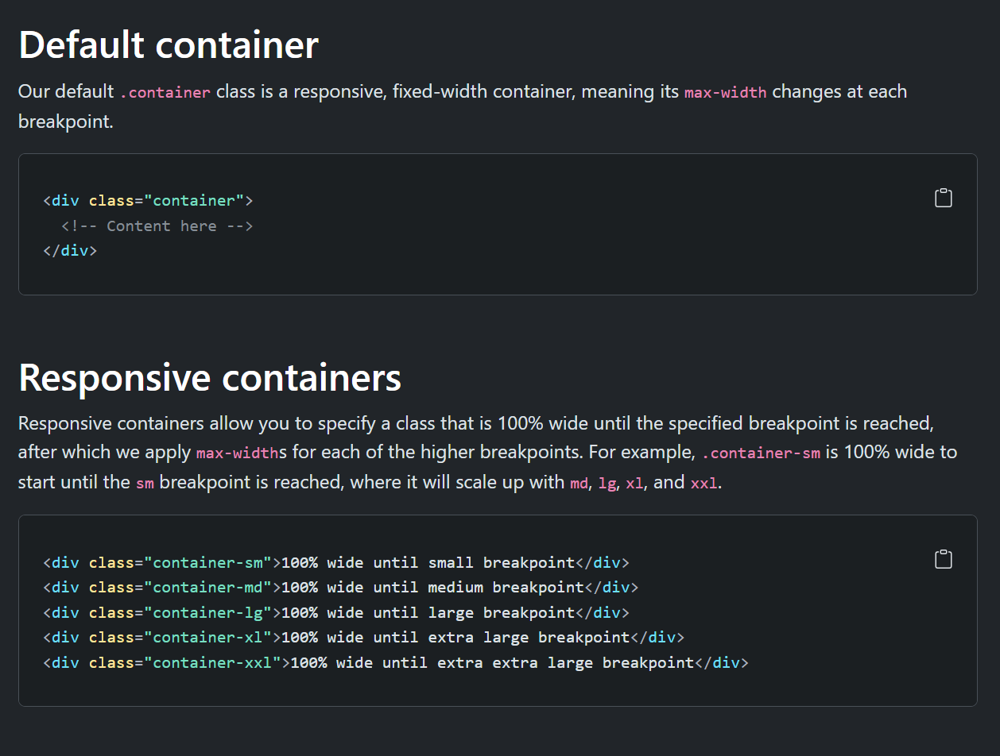 Default container
Our default .container class is a responsive, fixed-width container, meaning its max-width changes at each
breakpoint.
<div class="container">
  <!-- Content here -->
</div>
Responsive containers
Responsive containers allow you to specify a class that is 100% wide until the specified breakpoint is reached,
after which we apply max-widths for each of the higher breakpoints. For example, .container-sm is 100% wide to
start until the sm breakpoint is reached, where it will scale up with md, lg, xl, and xxl.
<div class="container-sm">100% wide until small breakpoint</div>
<div class="container-md">100% wide until medium breakpoint</div>
<div class="container-lg">100% wide until large breakpoint</div>
<div class="container-xl">100% wide until extra large breakpoint</div>
<div class="container-xxl">100% wide until extra extra large breakpoint</div>